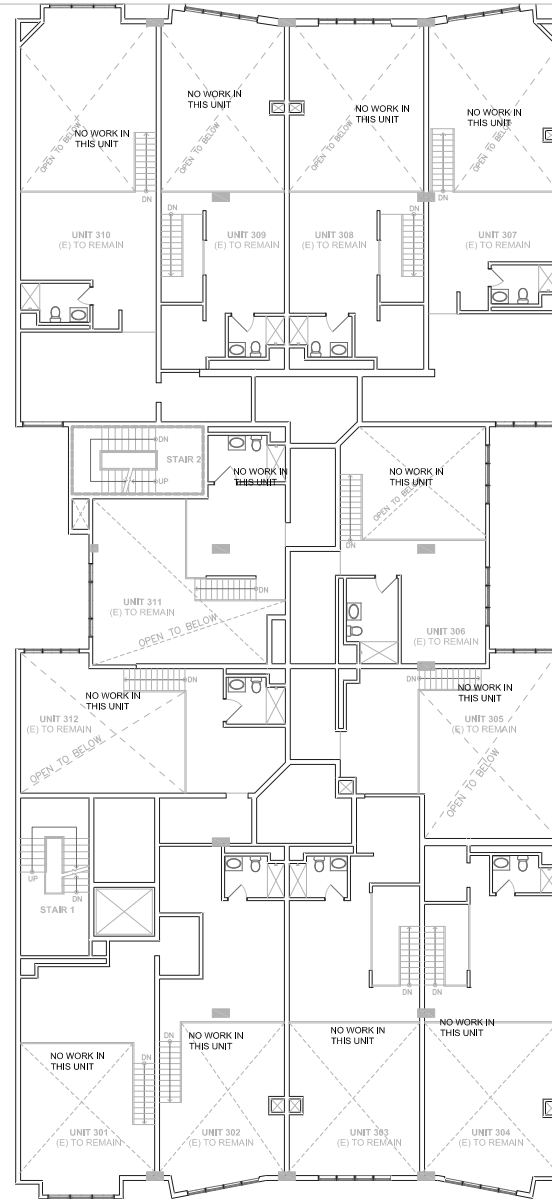 NO WORK IN
THIS UNIT
OPEN TO BELOW
DN
UNIT 310
(E) TO REMAIN
NO WORK IN
THIS UNIT
OPEN TO BELOW
DN
UNIT 309
(E) TO REMAIN
NO WORK IN
THIS UNIT
OPEN TO BELOW
DN
UNIT 308
(E) TO REMAIN
NO WORK IN
THIS UNIT
OPEN TO BELOW
DN
UNIT 307
(E) TO REMAIN
DN
STAIR 2
UP
NO WORK IN
THIS UNIT
DN
UNIT 311
(E) TO REMAIN
OPEN TO BELOW
NO WORK IN
THIS UNIT
OPEN TO BELOW
DN
UNIT 306
(E) TO REMAIN
DN
NO WORK IN
THIS UNIT
UNIT 312
(E) TO REMAIN
OPEN TO BELOW
DN
NO WORK IN
THIS UNIT
UNIT 305
(E) TO REMAIN
OPEN TO BELOW
UP
DN
STAIR 1
DN
DN
NO WORK IN
THIS UNIT
DN
UNIT 301
(E) TO REMAIN
DN
NO WORK IN
THIS UNIT
UNIT 302
(E) TO REMAIN
NO WORK IN
THIS UNIT
UNIT 303
(E) TO REMAIN
NO WORK IN
THIS UNIT
UNIT 304
(E) TO REMAIN